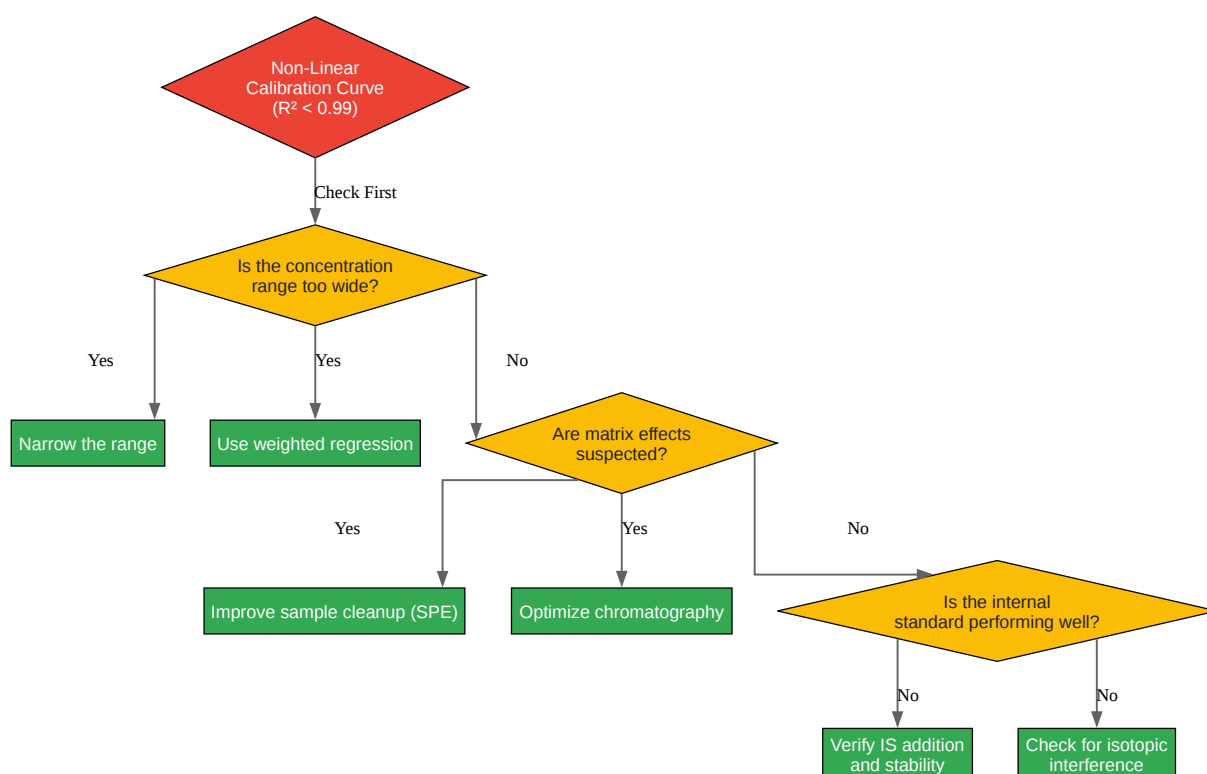 Non-Linear
Calibration Curve
(R² < 0.99)
Check First
Is the concentration
range too wide?
Yes
Yes
No
Narrow the range
Use weighted regression
Are matrix effects
suspected?
Yes
Yes
No
Improve sample cleanup (SPE)
Optimize chromatography
Is the internal
standard performing well?
No
No
Verify IS addition
and stability
Check for isotopic
interference